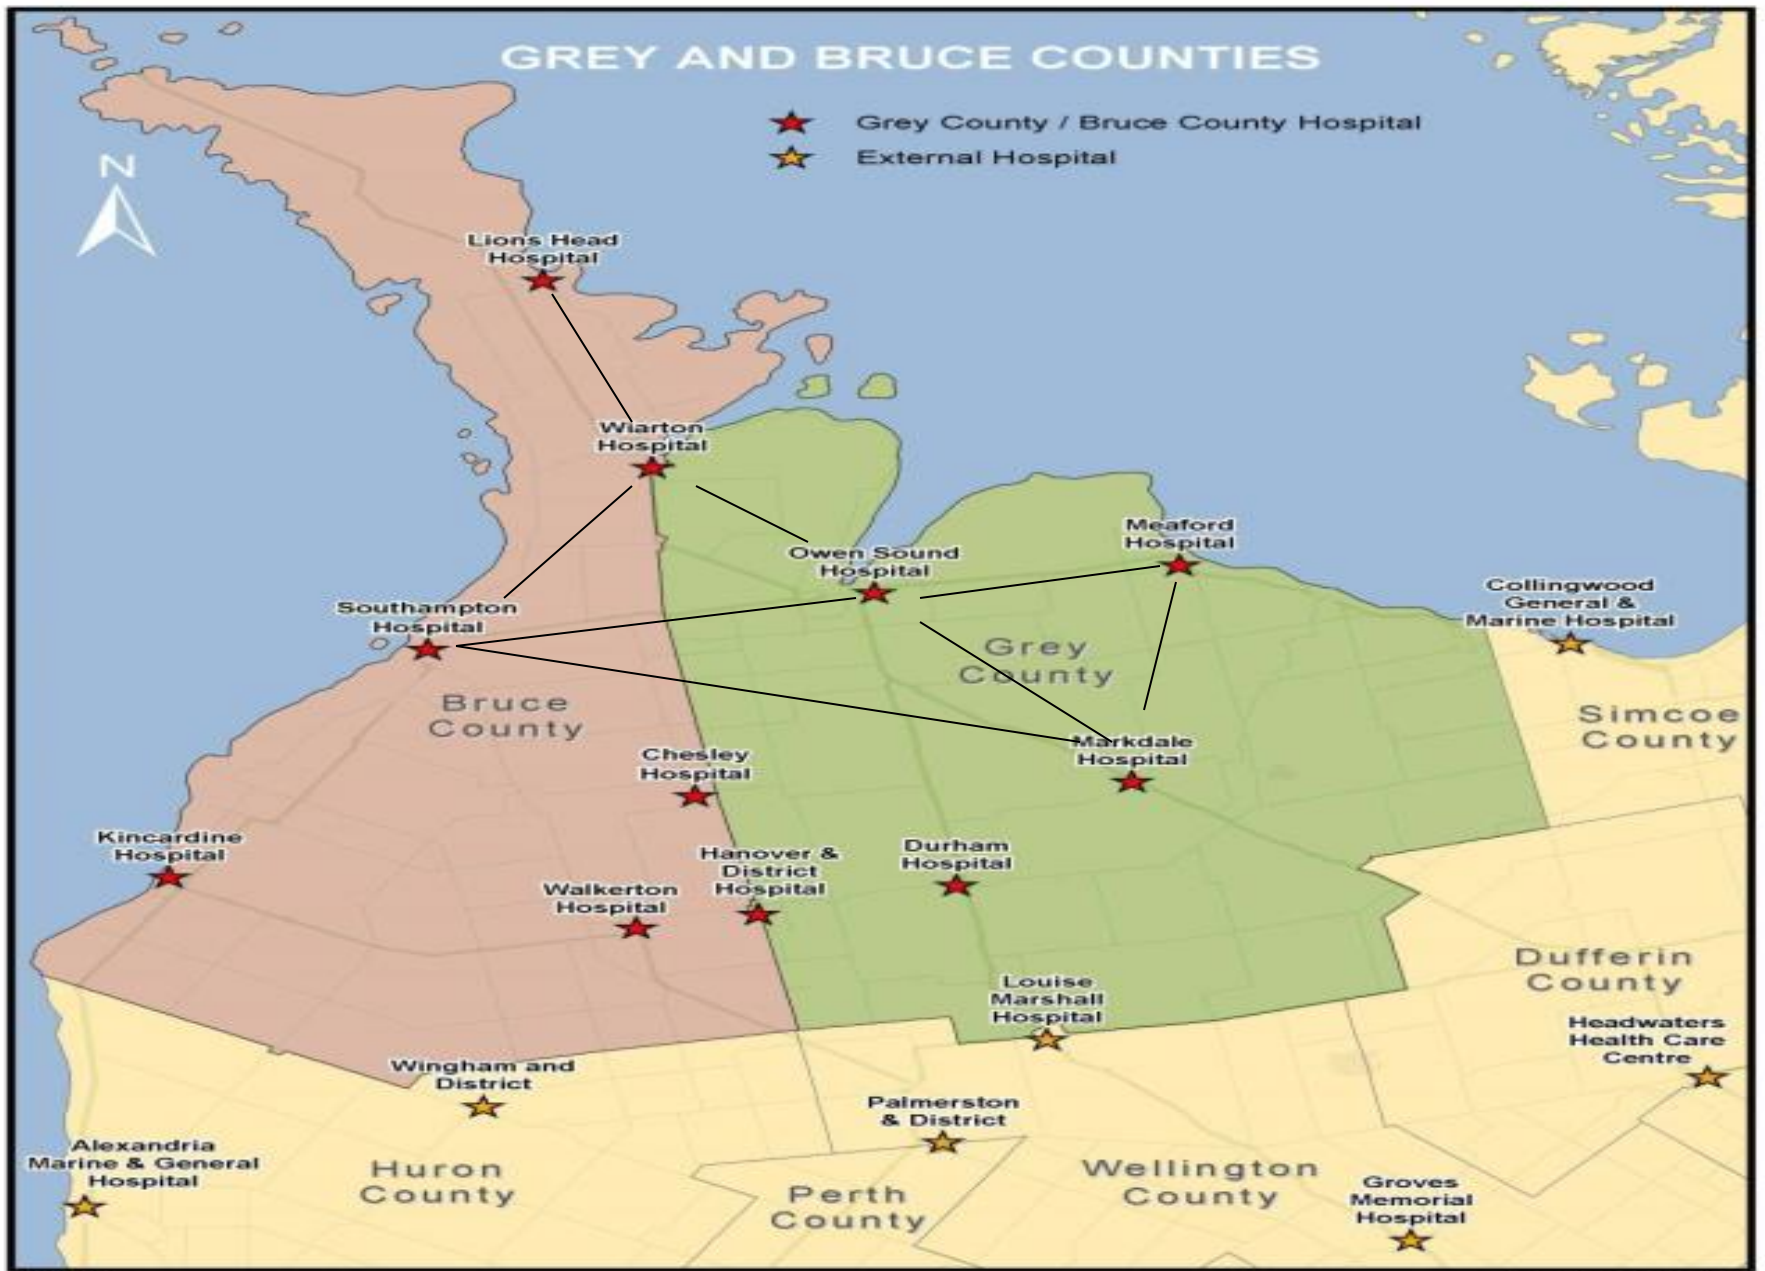 GREY AND BRUCE COUNTIES
Grey County / Bruce County Hospital
External Hospital
N
Lions Head
Hospital
Wiarton
Hospital
Owen Sound
Hospital
Meaford
Hospital
Collingwood
General &
Marine Hospital
Southampton
Hospital
Grey
County
Bruce
County
Simcoe
County
Markdale
Hospital
Chesley
Hospital
Kincardine
Hospital
Hanover &
District
Hospital
Durham
Hospital
Walkerton
Hospital
Dufferin
County
Louise
Marshall
Hospital
Headwaters
Health Care
Centre
Wingham and
District
Palmerston
& District
Alexandria
Marine & General
Hospital
Huron
County
Perth
County
Wellington
County
Groves
Memorial
Hospital